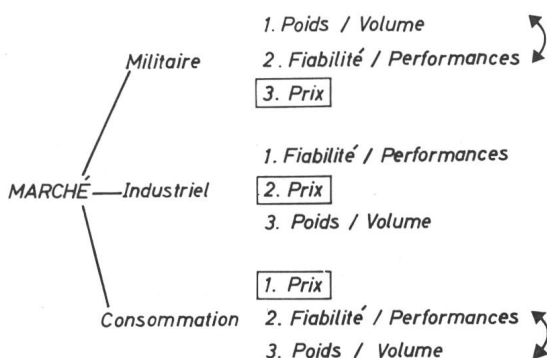 1. Poids / Volume
Militaire
2. Fiabilité / Performances
3. Prix
1. Fiabilité / Performances
MARCHÉ
Industriel
2. Prix
3. Poids / Volume
1. Prix
Consommation
2. Fiabilité / Performances
3. Poids / Volume